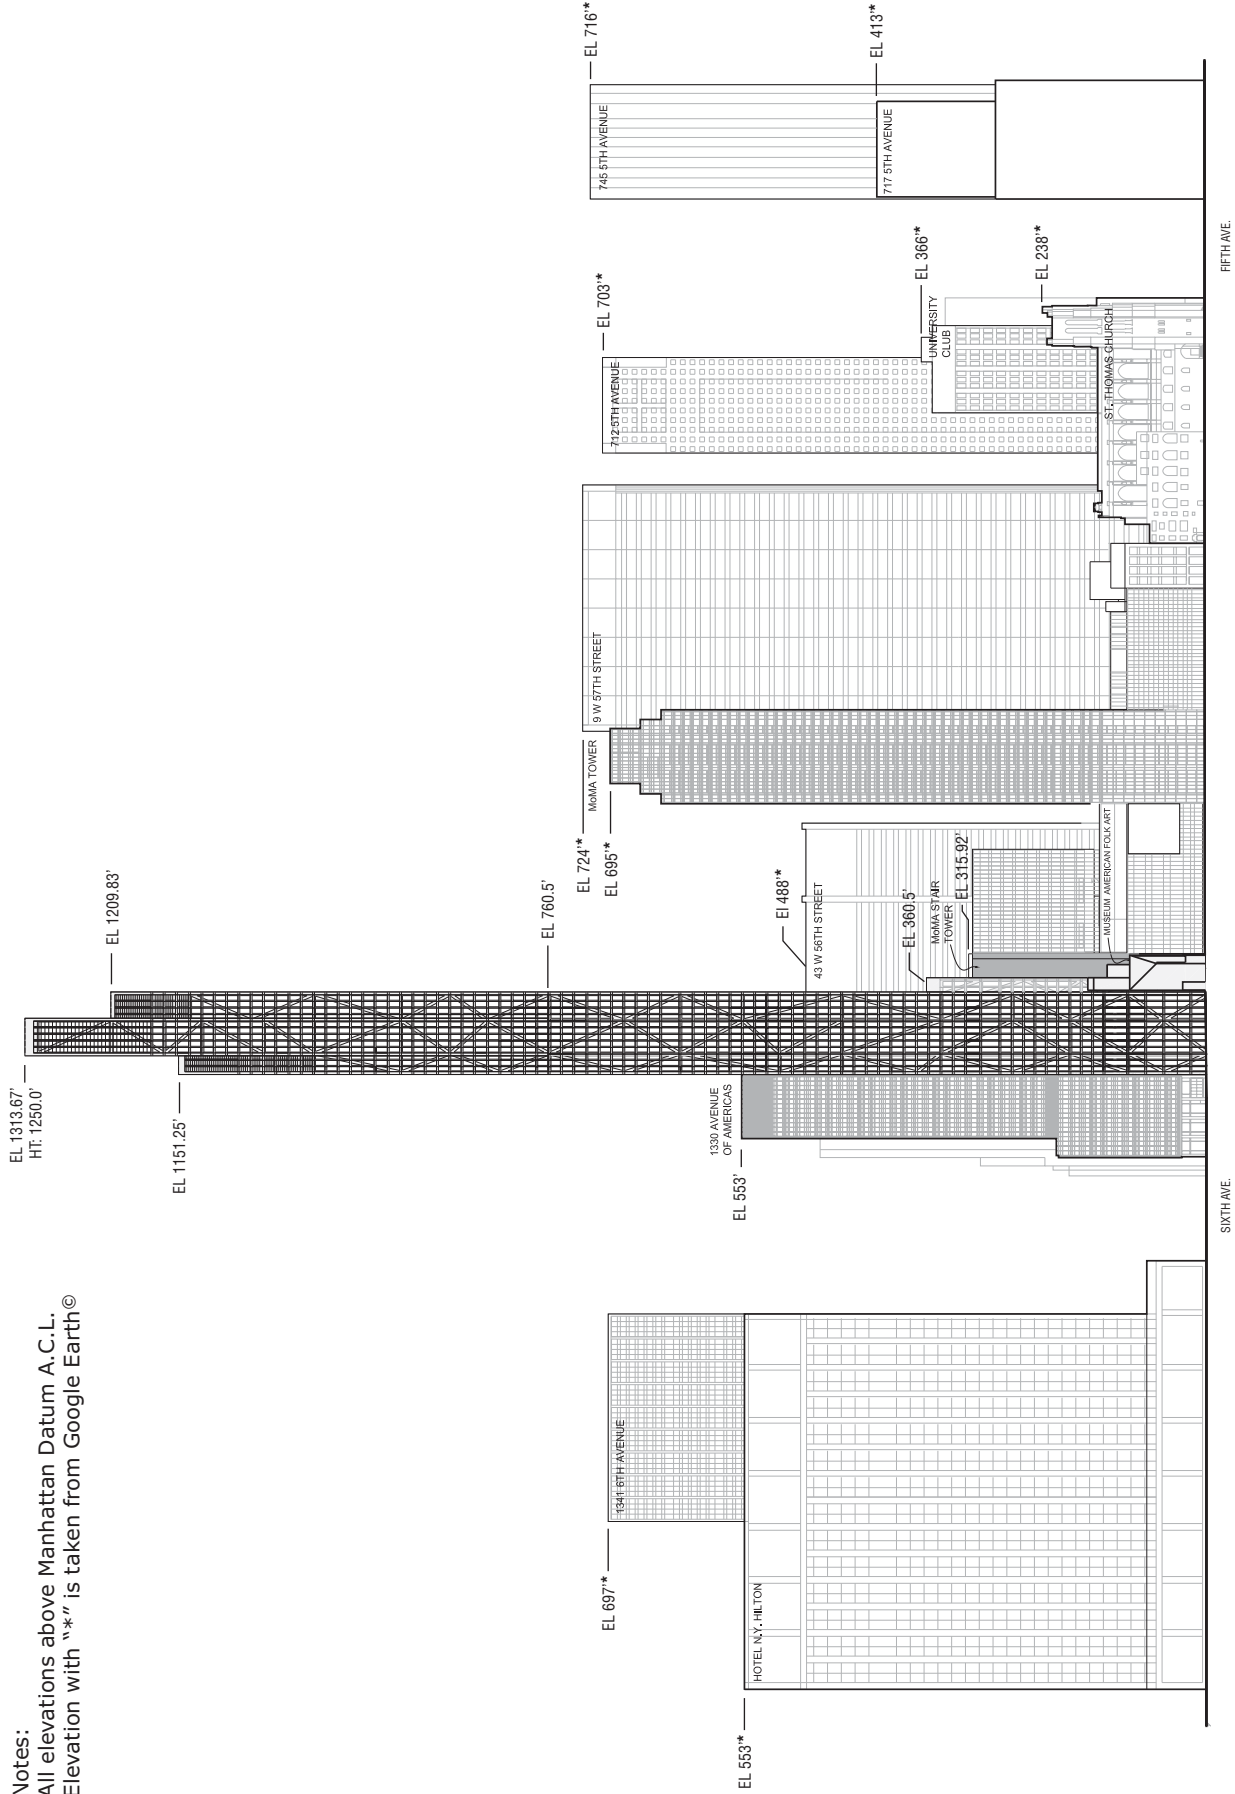 Notes:
All elevations above Manhattan Datum A.C.L.
Elevation with “*” is taken from Google Earth©
EL 1313.67'
HT: 1250.0'
EL 1209.83'
EL 1151.25'
EL 760.5'
EL 697'*
1341 6TH AVENUE
EL 553'*
HOTEL N.Y. HILTON
EL 553'
1330 AVENUE
OF AMERICAS
El 488'*
43 W 56TH STREET
EL 360.5'
MoMA STAIR
TOWER
EL 315.92'
MUSEUM AMERICAN FOLK ART
EL 724'*
EL 695'*
MoMA TOWER
9 W 57TH STREET
EL 703'*
712 5TH AVENUE
EL 366'*
UNIVERSITY
CLUB
EL 238'*
ST. THOMAS CHURCH
EL 716'*
745 5TH AVENUE
EL 413'*
717 5TH AVENUE
SIXTH AVE.
FIFTH AVE.